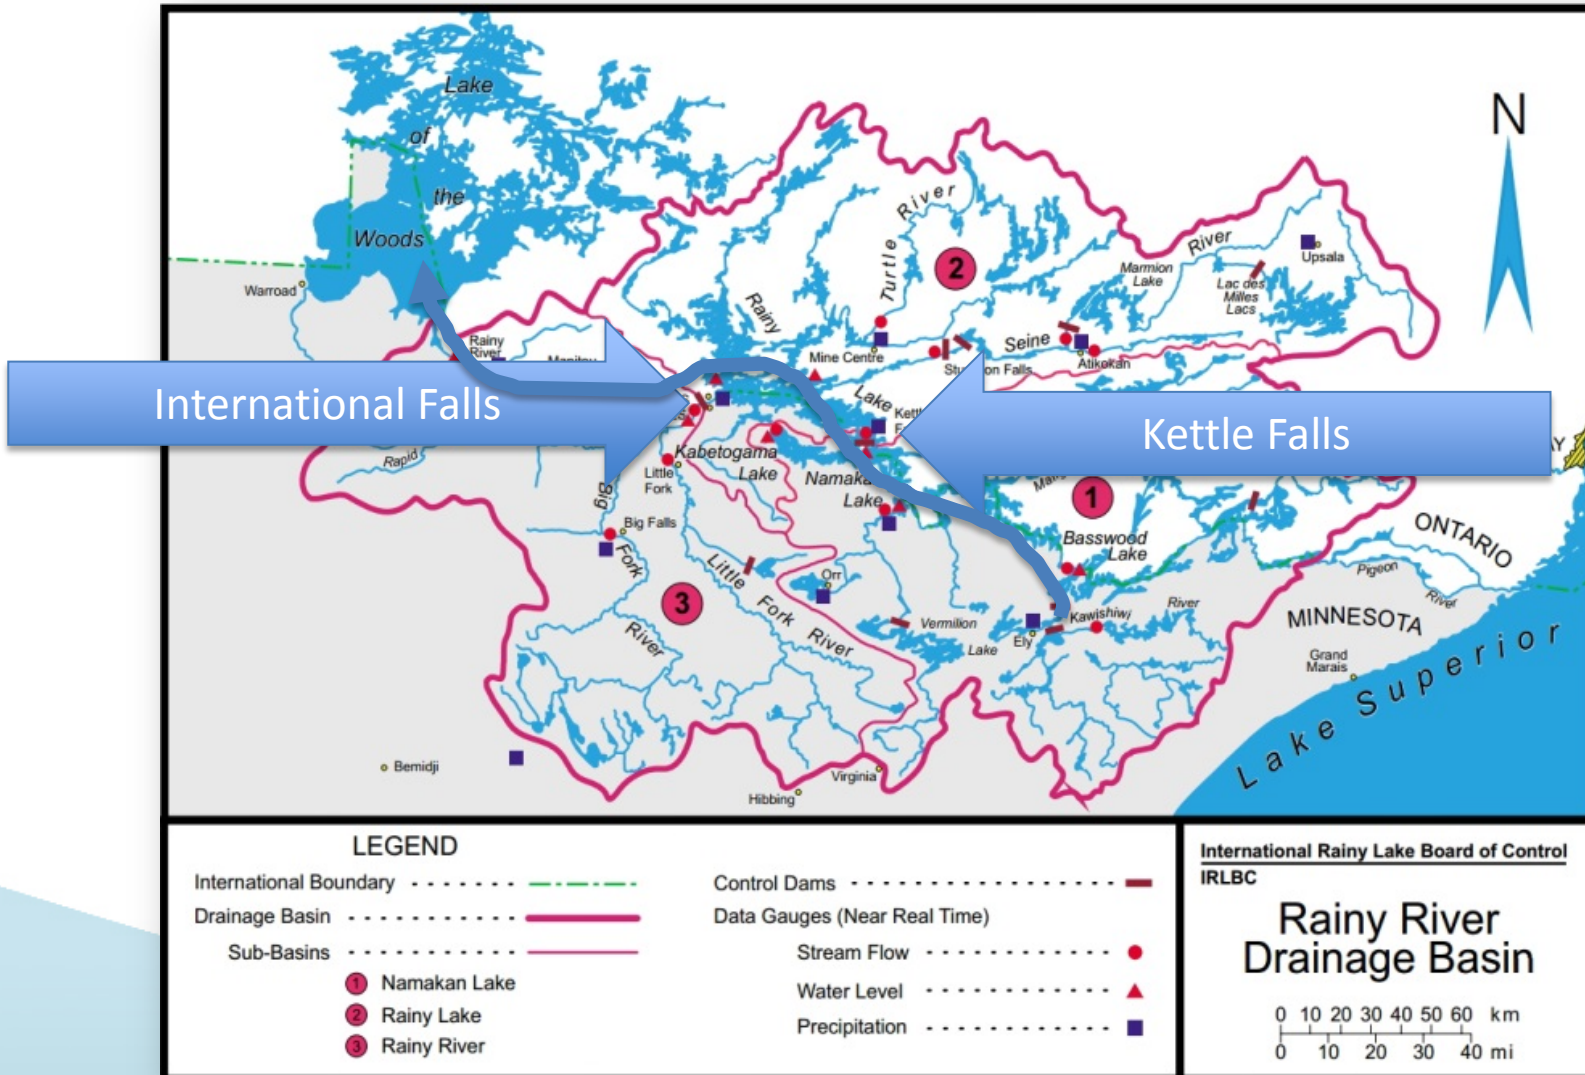 Lake
of
the
Woods
N
River
Turtle
River
Upsala
Marmion
Lake
Lac des
Milles
Lacs
Warroad
Rainy
Rainy
River
Mine Centre
Seine
Atikokan
Falls
International Falls
Lake
Kettle Falls
Rapid
Kabetogama
Lake
Little
Fork
Lake
Big
Big Falls
Fork
River
Basswood
Lake
ONTARIO
Pigeon
River
Little
Fork
River
Orr
Vermilion
Lake
Ely
Kawishiwi
River
MINNESOTA
Grand
Marais
Lake Superior
Bemidji
Virginia
Hibbing
1
2
3
LEGEND
International Boundary
Drainage Basin
Sub-Basins
1 Namakan Lake
2 Rainy Lake
3 Rainy River
Control Dams
Data Gauges (Near Real Time)
Stream Flow
Water Level
Precipitation
International Rainy Lake Board of Control
IRLBC
Rainy River
Drainage Basin
0 10 20 30 40 50 60 km
0 10 20 30 40 mi